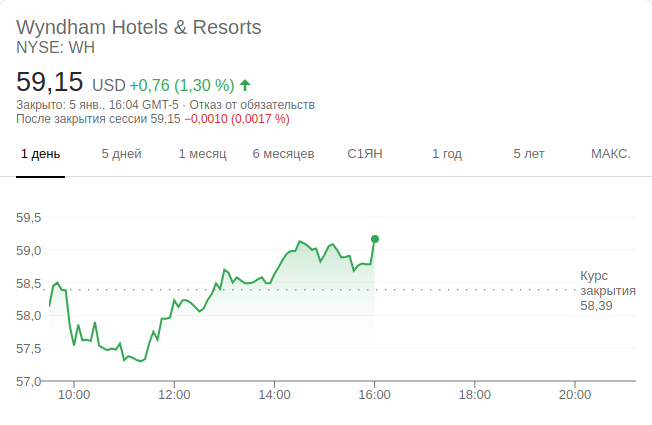 Wyndham Hotels & Resorts
NYSE: WH
59,15 USD +0,76 (1,30 %)
Закрыто: 5 янв., 16:04 GMT-5 · Отказ от обязательств
После закрытия сессии 59,15 −0,0010 (0,0017 %)
1 день 5 дней 1 месяц 6 месяцев С1ЯН 1 год 5 лет МАКС.
59,5
59,0
58,5
58,0
57,5
57,0
Курс
закрытия
58,39
10:00 12:00 14:00 16:00 18:00 20:00